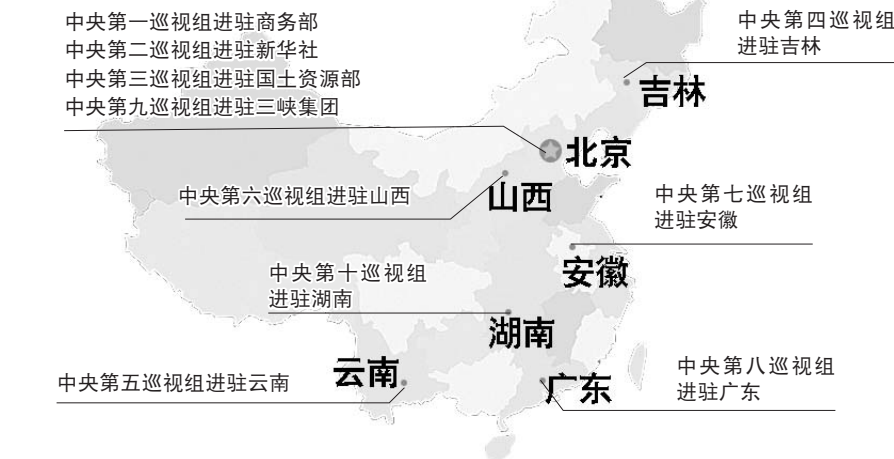 中央第一巡视组进驻商务部
中央第二巡视组进驻新华社
中央第三巡视组进驻国土资源部
中央第九巡视组进驻三峡集团
中央第四巡视组
进驻吉林
吉林
北京
中央第六巡视组进驻山西
山西
中央第七巡视组
进驻安徽
安徽
中央第十巡视组
进驻湖南
湖南
中央第五巡视组进驻云南
云南
中央第八巡视组
进驻广东
广东